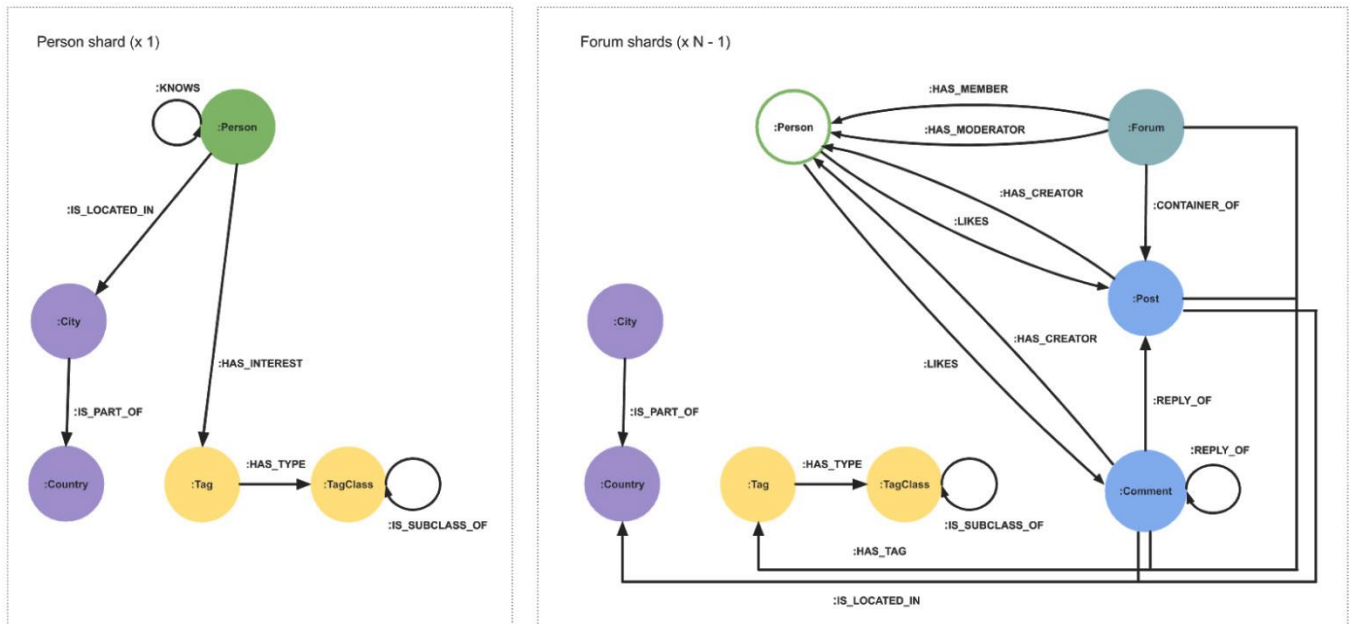 Person shard (x 1)
:KNOWS
:Person
:IS_LOCATED_IN
:City
:HAS_INTEREST
:IS_PART_OF
:Country
:Tag
:HAS_TYPE
:TagClass
:IS_SUBCLASS_OF
Forum shards (x N - 1)
:HAS_MEMBER
:Person
:HAS_MODERATOR
:Forum
:HAS_CREATOR
:CONTAINER_OF
:LIKES
:Post
:City
:HAS_CREATOR
:LIKES
:REPLY_OF
:IS_PART_OF
:REPLY_OF
:Country
:Tag
:HAS_TYPE
:TagClass
:Comment
:IS_SUBCLASS_OF
:HAS_TAG
:IS_LOCATED_IN